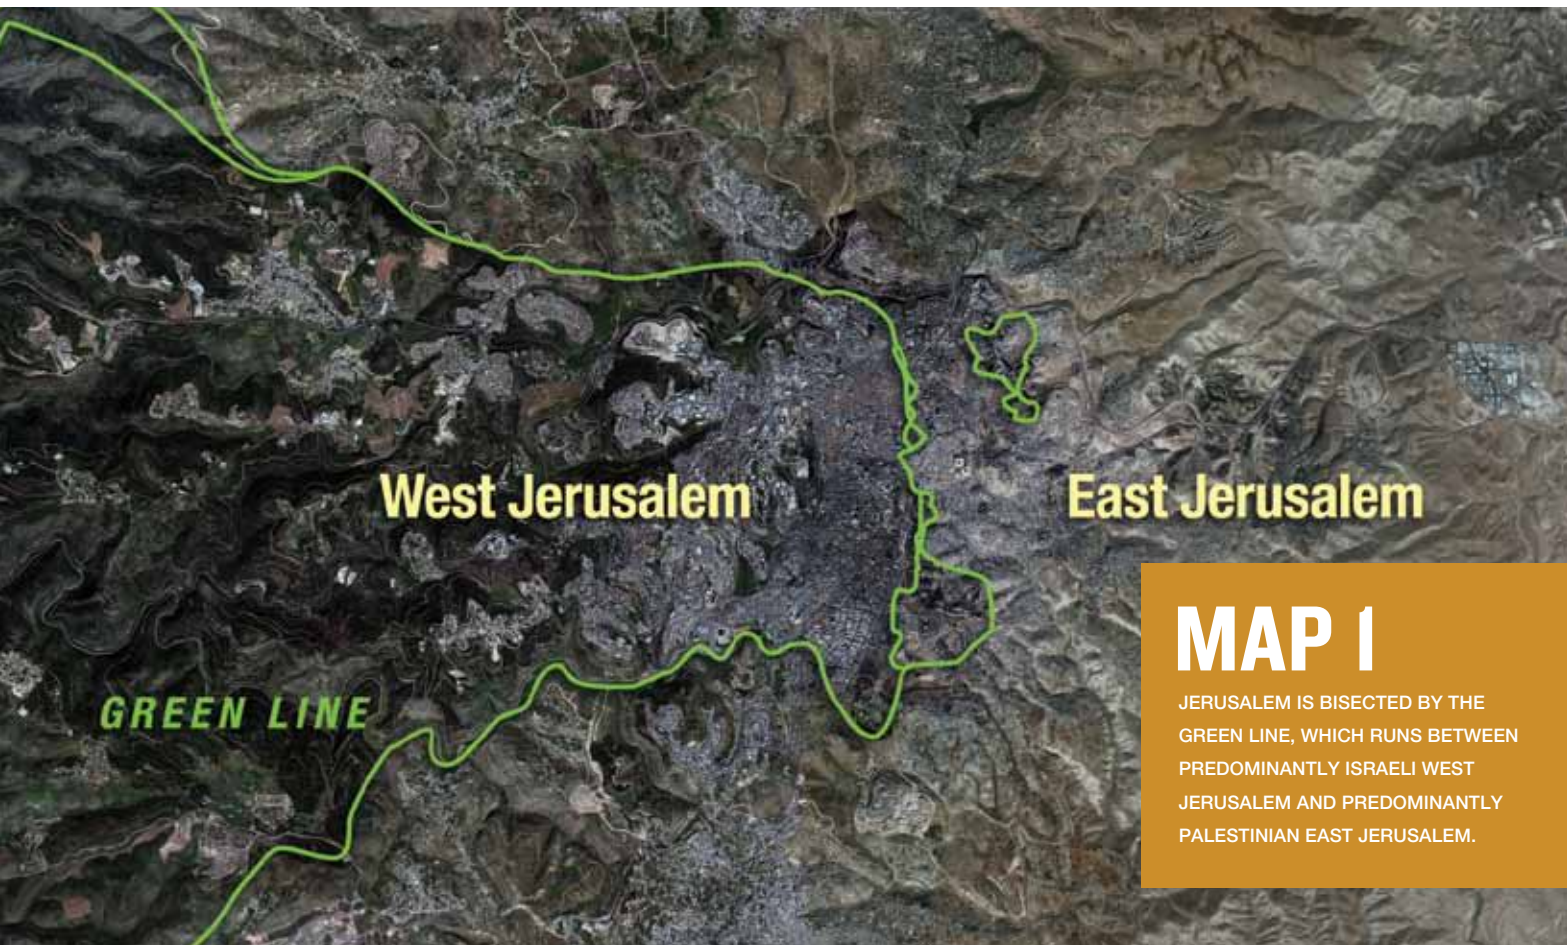 West Jerusalem
East Jerusalem
GREEN LINE
MAP 1
JERUSALEM IS BISECTED BY THE
GREEN LINE, WHICH RUNS BETWEEN
PREDOMINANTLY ISRAELI WEST
JERUSALEM AND PREDOMINANTLY
PALESTINIAN EAST JERUSALEM.